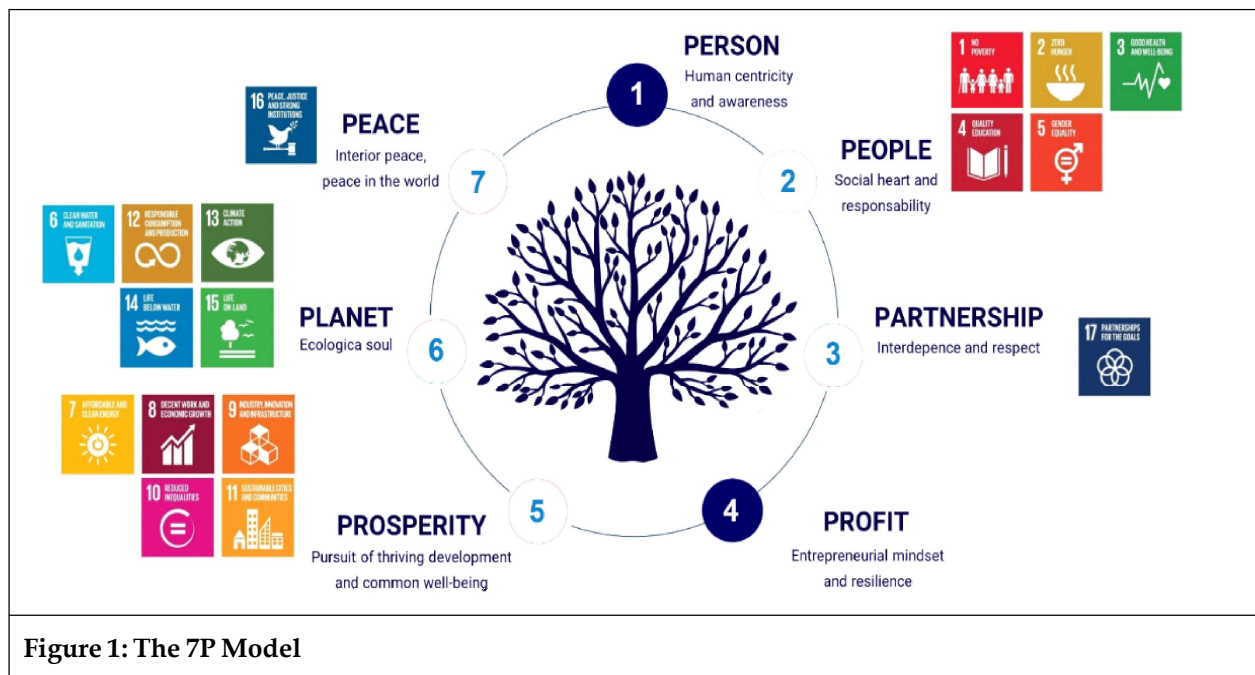 1
PERSON
Human centricity
and awareness
1 NO
POVERTY
2 ZERO
HUNGER
3 GOOD HEALTH
AND WELL-BEING
4 QUALITY
EDUCATION
5 GENDER
EQUALITY
2
PEOPLE
Social heart and
responsability
3
PARTNERSHIP
Interdepence and respect
17 PARTNERSHIPS
FOR THE GOALS
4
PROFIT
Entrepreneurial mindset
and resilience
5
PROSPERITY
Pursuit of thriving development
and common well-being
7 AFFORDABLE AND
CLEAN ENERGY
8 DECENT WORK AND
ECONOMIC GROWTH
9 INDUSTRY, INNOVATION
AND INFRASTRUCTURE
10 REDUCED
INEQUALITIES
11 SUSTAINABLE CITIES
AND COMMUNITIES
6
PLANET
Ecologica soul
6 CLEAN WATER
AND SANITATION
12 RESPONSIBLE
CONSUMPTION
AND PRODUCTION
13 CLIMATE
ACTION
14 LIFE
BELOW WATER
15 LIFE
ON LAND
7
PEACE
Interior peace,
peace in the world
16 PEACE, JUSTICE
AND STRONG
INSTITUTIONS
Figure 1: The 7P Model